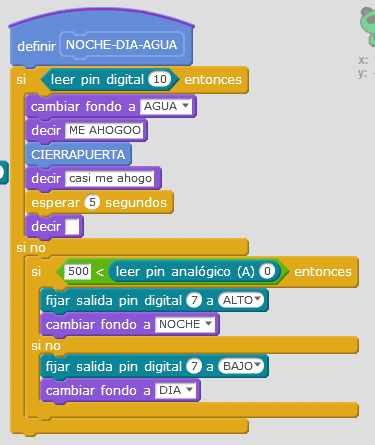 definir NOCHE-DIA-AGUA
si leer pin digital 10 entonces
cambiar fondo a AGUA
decir ME AHOGOO
CIERRAPUERTA
decir casi me ahogo
esperar 5 segundos
decir
si no
si 500 < leer pin analógico (A) 0 entonces
fijar salida pin digital 7 a ALTO
cambiar fondo a NOCHE
si no
fijar salida pin digital 7 a BAJO
cambiar fondo a DIA
x:
y: